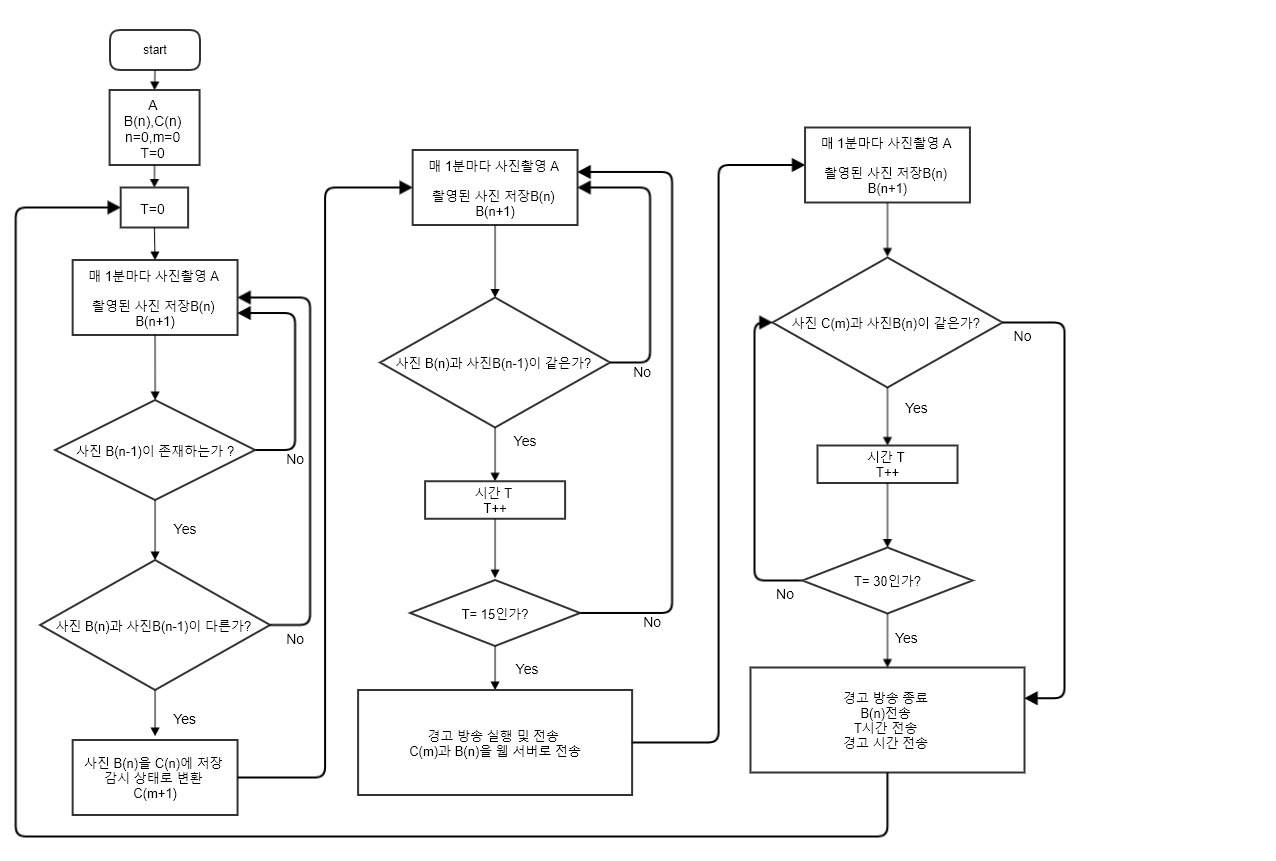 start
A
B(n),C(n)
n=0,m=0
T=0
T=0
매 1분마다 사진촬영 A
촬영된 사진 저장B(n)
B(n+1)
사진 B(n-1)이 존재하는가 ?
No
Yes
사진 B(n)과 사진B(n-1)이 다른가?
No
Yes
사진 B(n)을 C(n)에 저장
감시 상태로 변환
C(m+1)
매 1분마다 사진촬영 A
촬영된 사진 저장B(n)
B(n+1)
사진 B(n)과 사진B(n-1)이 같은가?
No
Yes
시간 T
T++
T= 15인가?
No
Yes
경고 방송 실행 및 전송
C(m)과 B(n)을 웹 서버로 전송
매 1분마다 사진촬영 A
촬영된 사진 저장B(n)
B(n+1)
사진 C(m)과 사진B(n)이 같은가?
No
Yes
시간 T
T++
T= 30인가?
No
Yes
경고 방송 종료
B(n)전송
T시간 전송
경고 시간 전송